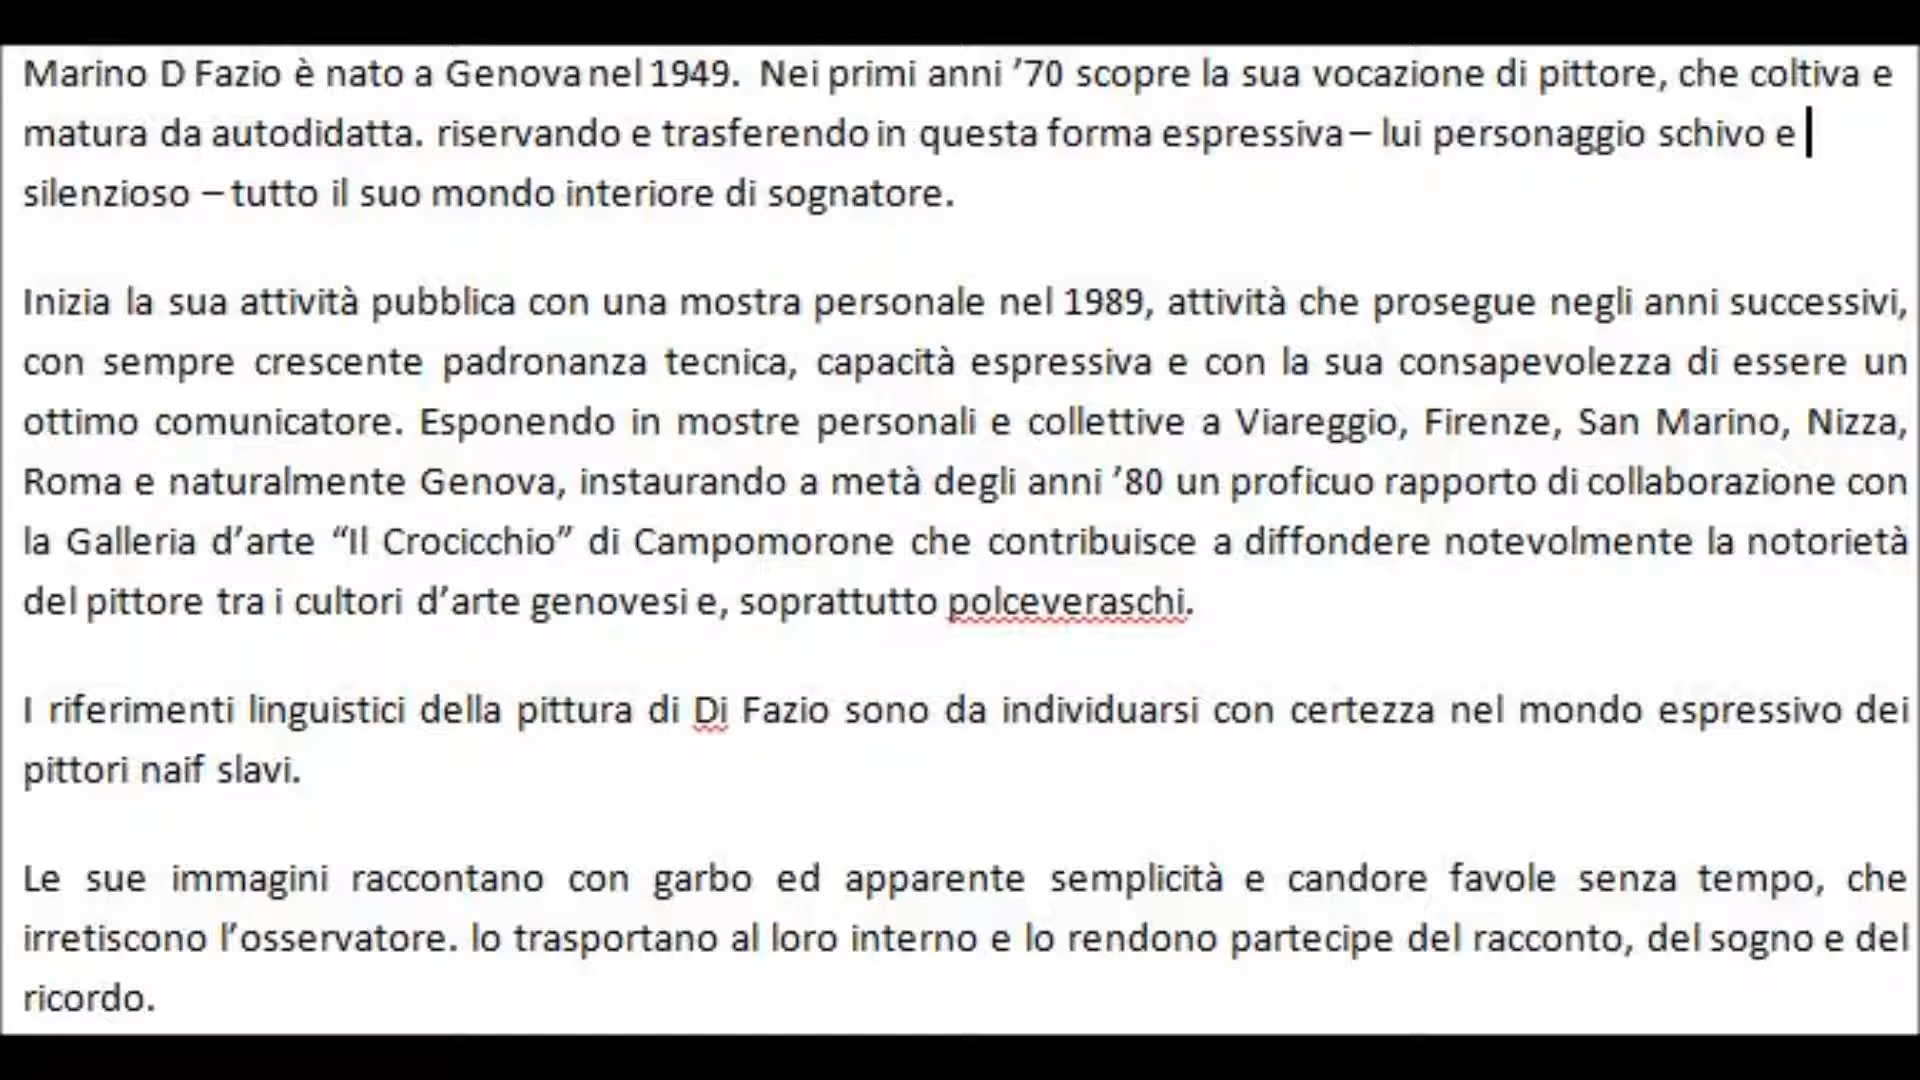 Marino D Fazio è nato a Genova nel 1949. Nei primi anni ’70 scopre la sua vocazione di pittore, che coltiva e
matura da autodidatta. riservando e trasferendo in questa forma espressiva – lui personaggio schivo e
silenzioso – tutto il suo mondo interiore di sognatore.
Inizia la sua attività pubblica con una mostra personale nel 1989, attività che prosegue negli anni successivi,
con sempre crescente padronanza tecnica, capacità espressiva e con la sua consapevolezza di essere un
ottimo comunicatore. Esponendo in mostre personali e collettive a Viareggio, Firenze, San Marino, Nizza,
Roma e naturalmente Genova, instaurando a metà degli anni ’80 un proficuo rapporto di collaborazione con
la Galleria d’arte “Il Crocicchio” di Campomorone che contribuisce a diffondere notevolmente la notorietà
del pittore tra i cultori d’arte genovesi e, soprattutto polceveraschi.
I riferimenti linguistici della pittura di Di Fazio sono da individuarsi con certezza nel mondo espressivo dei
pittori naif slavi.
Le sue immagini raccontano con garbo ed apparente semplicità e candore favole senza tempo, che
irretiscono l’osservatore. lo trasportano al loro interno e lo rendono partecipe del racconto, del sogno e del
ricordo.